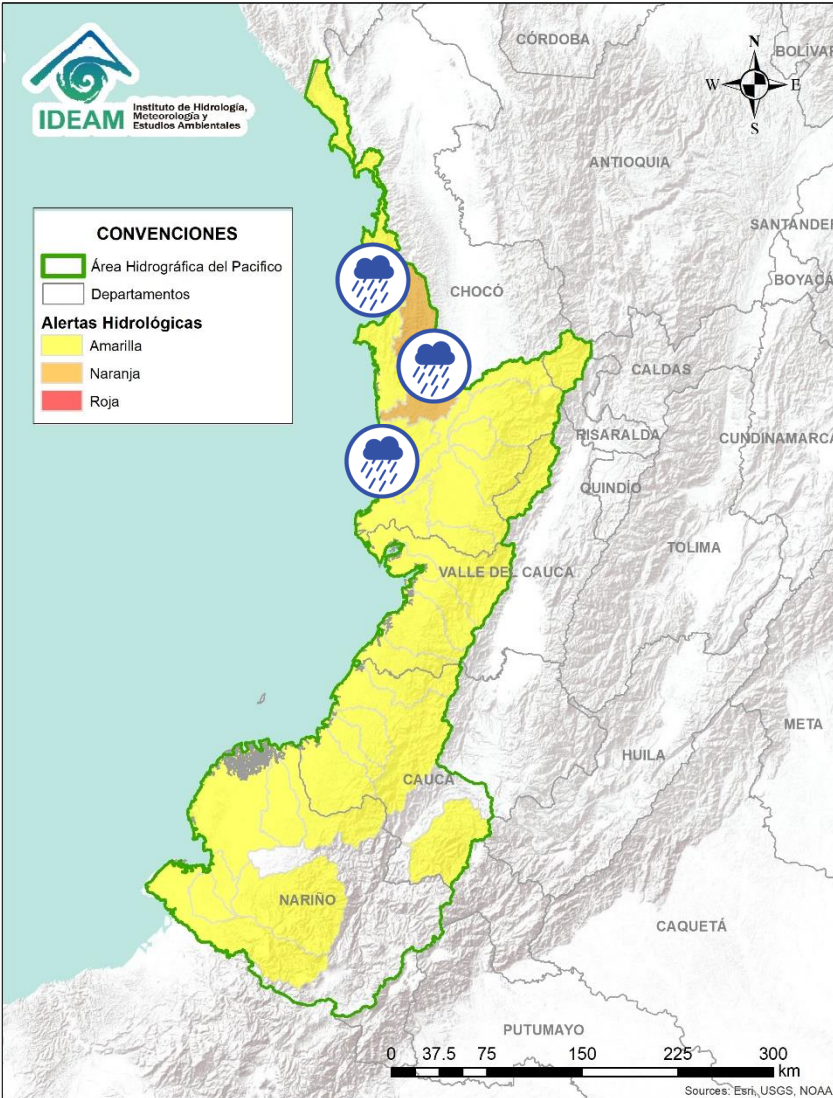 CÓRDOBA
BOLÍVAR
N
W
E
S
IDEAM
Instituto de Hidrología,
Meteorología y
Estudios Ambientales
ANTIOQUIA
SANTANDER
CONVENCIONES
Área Hidrográfica del Pacifico
Departamentos
Alertas Hidrológicas
Amarilla
Naranja
Roja
BOYACÁ
CHOCÓ
CALDAS
RISARALDA
CUNDINAMARCA
QUINDÍO
TOLIMA
VALLE DEL CAUCA
META
HUILA
CAUCA
NARIÑO
CAQUETÁ
PUTUMAYO
0 37.5 75 150 225 300
km
Sources: Esri, USGS, NOAA